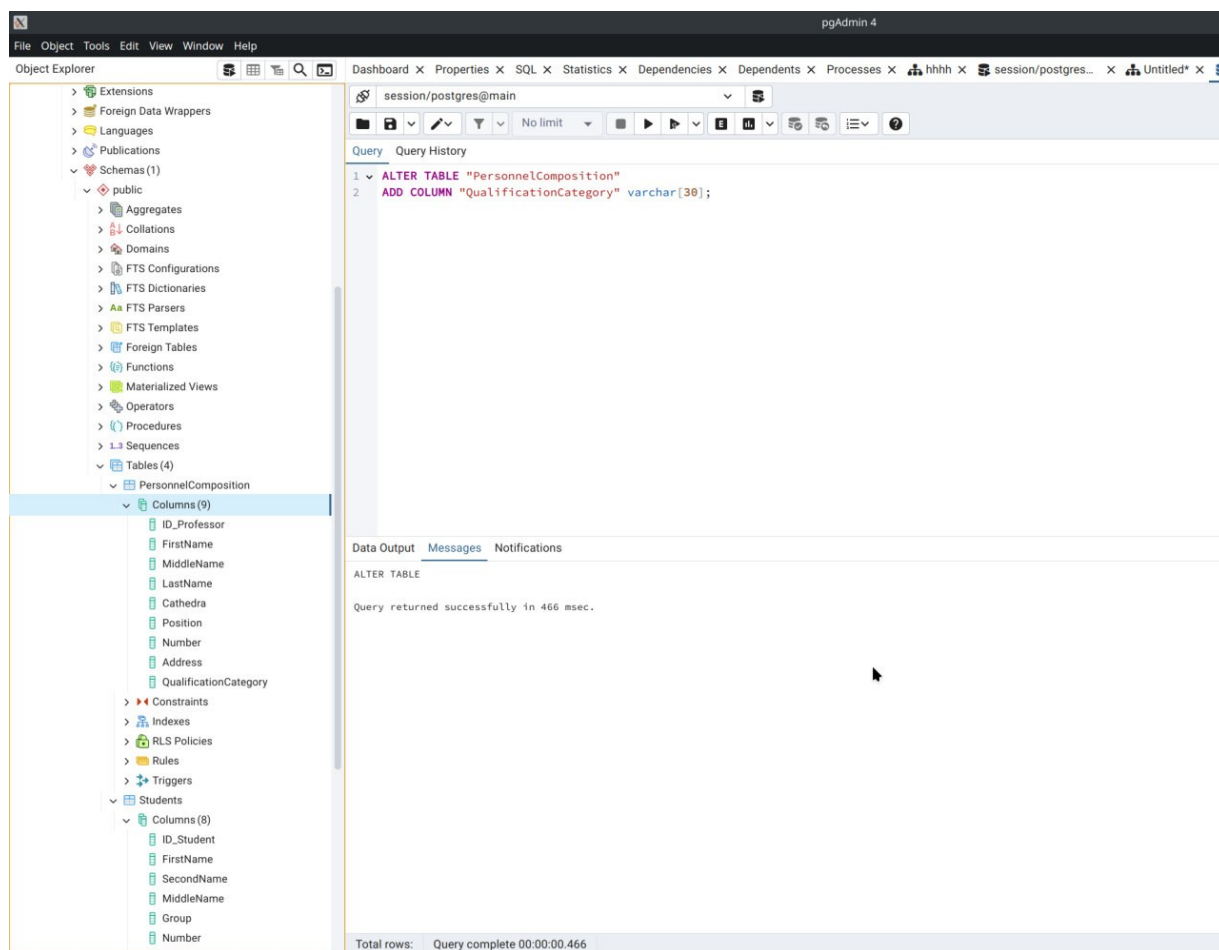 pgAdmin 4
File Object Tools Edit View Window Help
Object Explorer
Dashboard Properties SQL Statistics Dependencies Dependents Processes hhhh session/postgres... Untitled*
Extensions
Foreign Data Wrappers
Languages
Publications
Schemas (1)
public
Aggregates
Collations
Domains
FTS Configurations
FTS Dictionaries
Aa FTS Parsers
FTS Templates
Foreign Tables
Functions
Materialized Views
Operators
Procedures
1..3 Sequences
Tables (4)
PersonnelComposition
Columns (9)
ID_Professor
FirstName
MiddleName
LastName
Cathedra
Position
Number
Address
QualificationCategory
Constraints
Indexes
RLS Policies
Rules
Triggers
Students
Columns (8)
ID_Student
FirstName
SecondName
MiddleName
Group
Number
session/postgres@main
No limit
E
Query Query History
1 ALTER TABLE "PersonnelComposition"
2 ADD COLUMN "QualificationCategory" varchar[30];
Data Output Messages Notifications
ALTER TABLE
Query returned successfully in 466 msec.
Total rows: Query complete 00:00:00.466